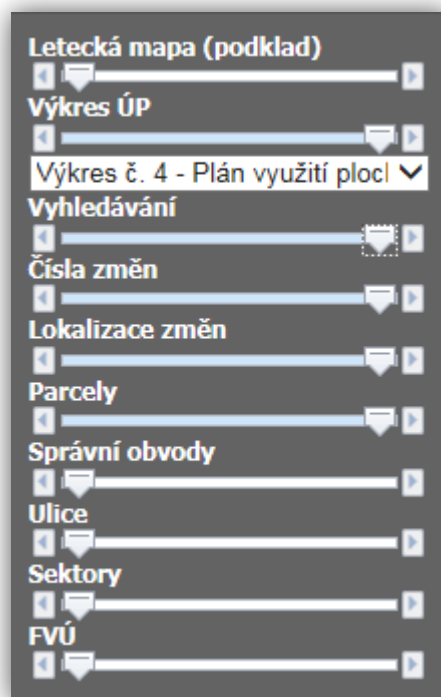 Letecká mapa (podklad)
Výkres ÚP
Výkres č. 4 - Plán využití ploch
Vyhledávání
Čísla změn
Lokalizace změn
Parcely
Správní obvody
Ulice
Sektory
FVÚ